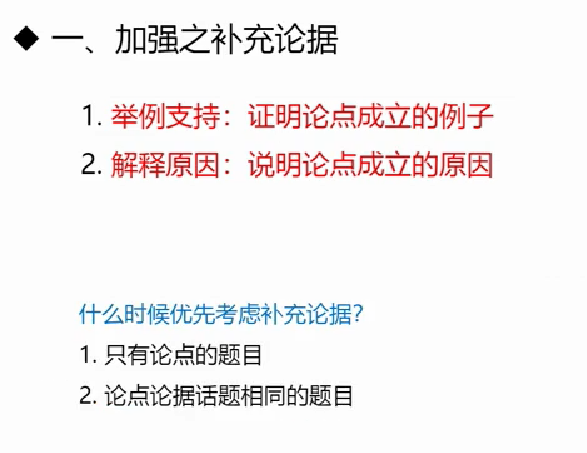 ◆ 一、加强之补充论据
1. 举例支持：证明论点成立的例子
2. 解释原因：说明论点成立的原因
什么时候优先考虑补充论据?
1. 只有论点的题目
2. 论点论据话题相同的题目